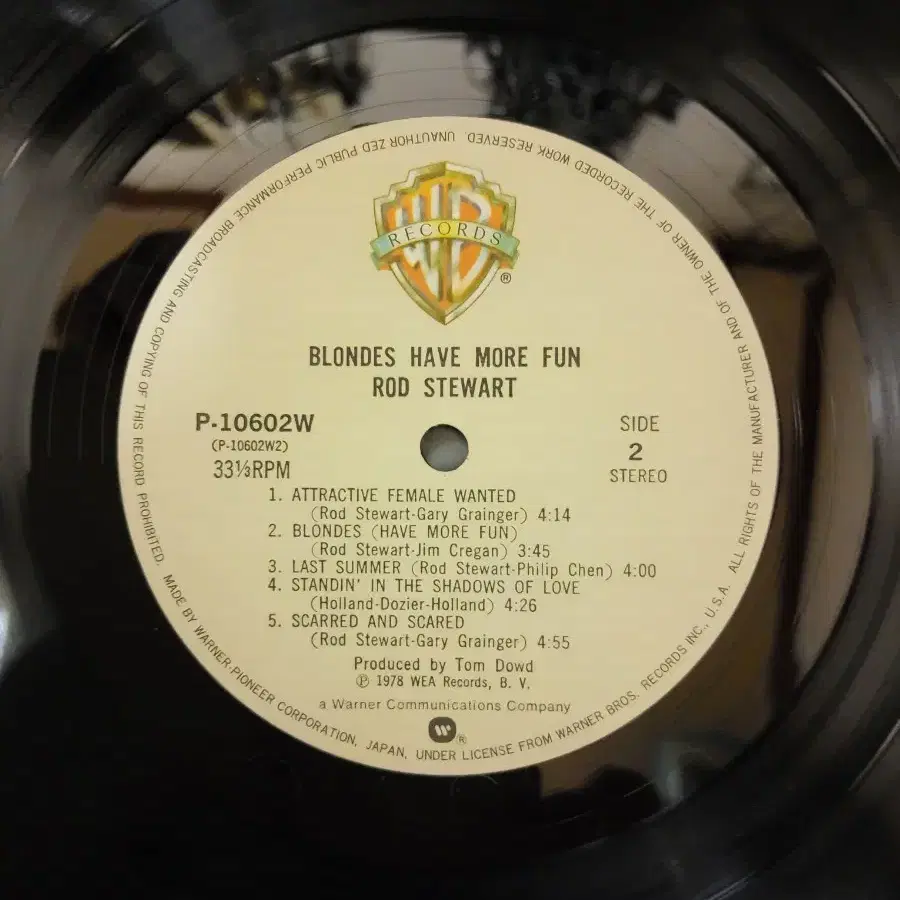 WB
RECORDS
®
BLONDES HAVE MORE FUN
ROD STEWART
P-10602W
(P-10602W2)
33⅓RPM
SIDE
2
STEREO
1. ATTRACTIVE FEMALE WANTED
(Rod Stewart-Gary Grainger) 4:14
2. BLONDES (HAVE MORE FUN)
(Rod Stewart-Jim Cregan) 3:45
3. LAST SUMMER (Rod Stewart-Philip Chen) 4:00
4. STANDIN' IN THE SHADOWS OF LOVE
(Holland-Dozier-Holland) 4:26
5. SCARRED AND SCARED
(Rod Stewart-Gary Grainger) 4:55
Produced by Tom Dowd
℗ 1978 WEA Records, B. V.
a Warner Communications Company
®
MADE BY WARNER-PIONEER CORPORATION, JAPAN, UNDER LICENSE FROM WARNER BROS. RECORDS INC., U.S.A. ALL RIGHTS OF THE MANUFACTURER AND OF THE OWNER OF THE RECORDED WORK RESERVED. UNAUTHOR ZED PUBLIC PERFORMANCE BROADCASTING AND COPYING OF THIS RECORD PROHIBITED.